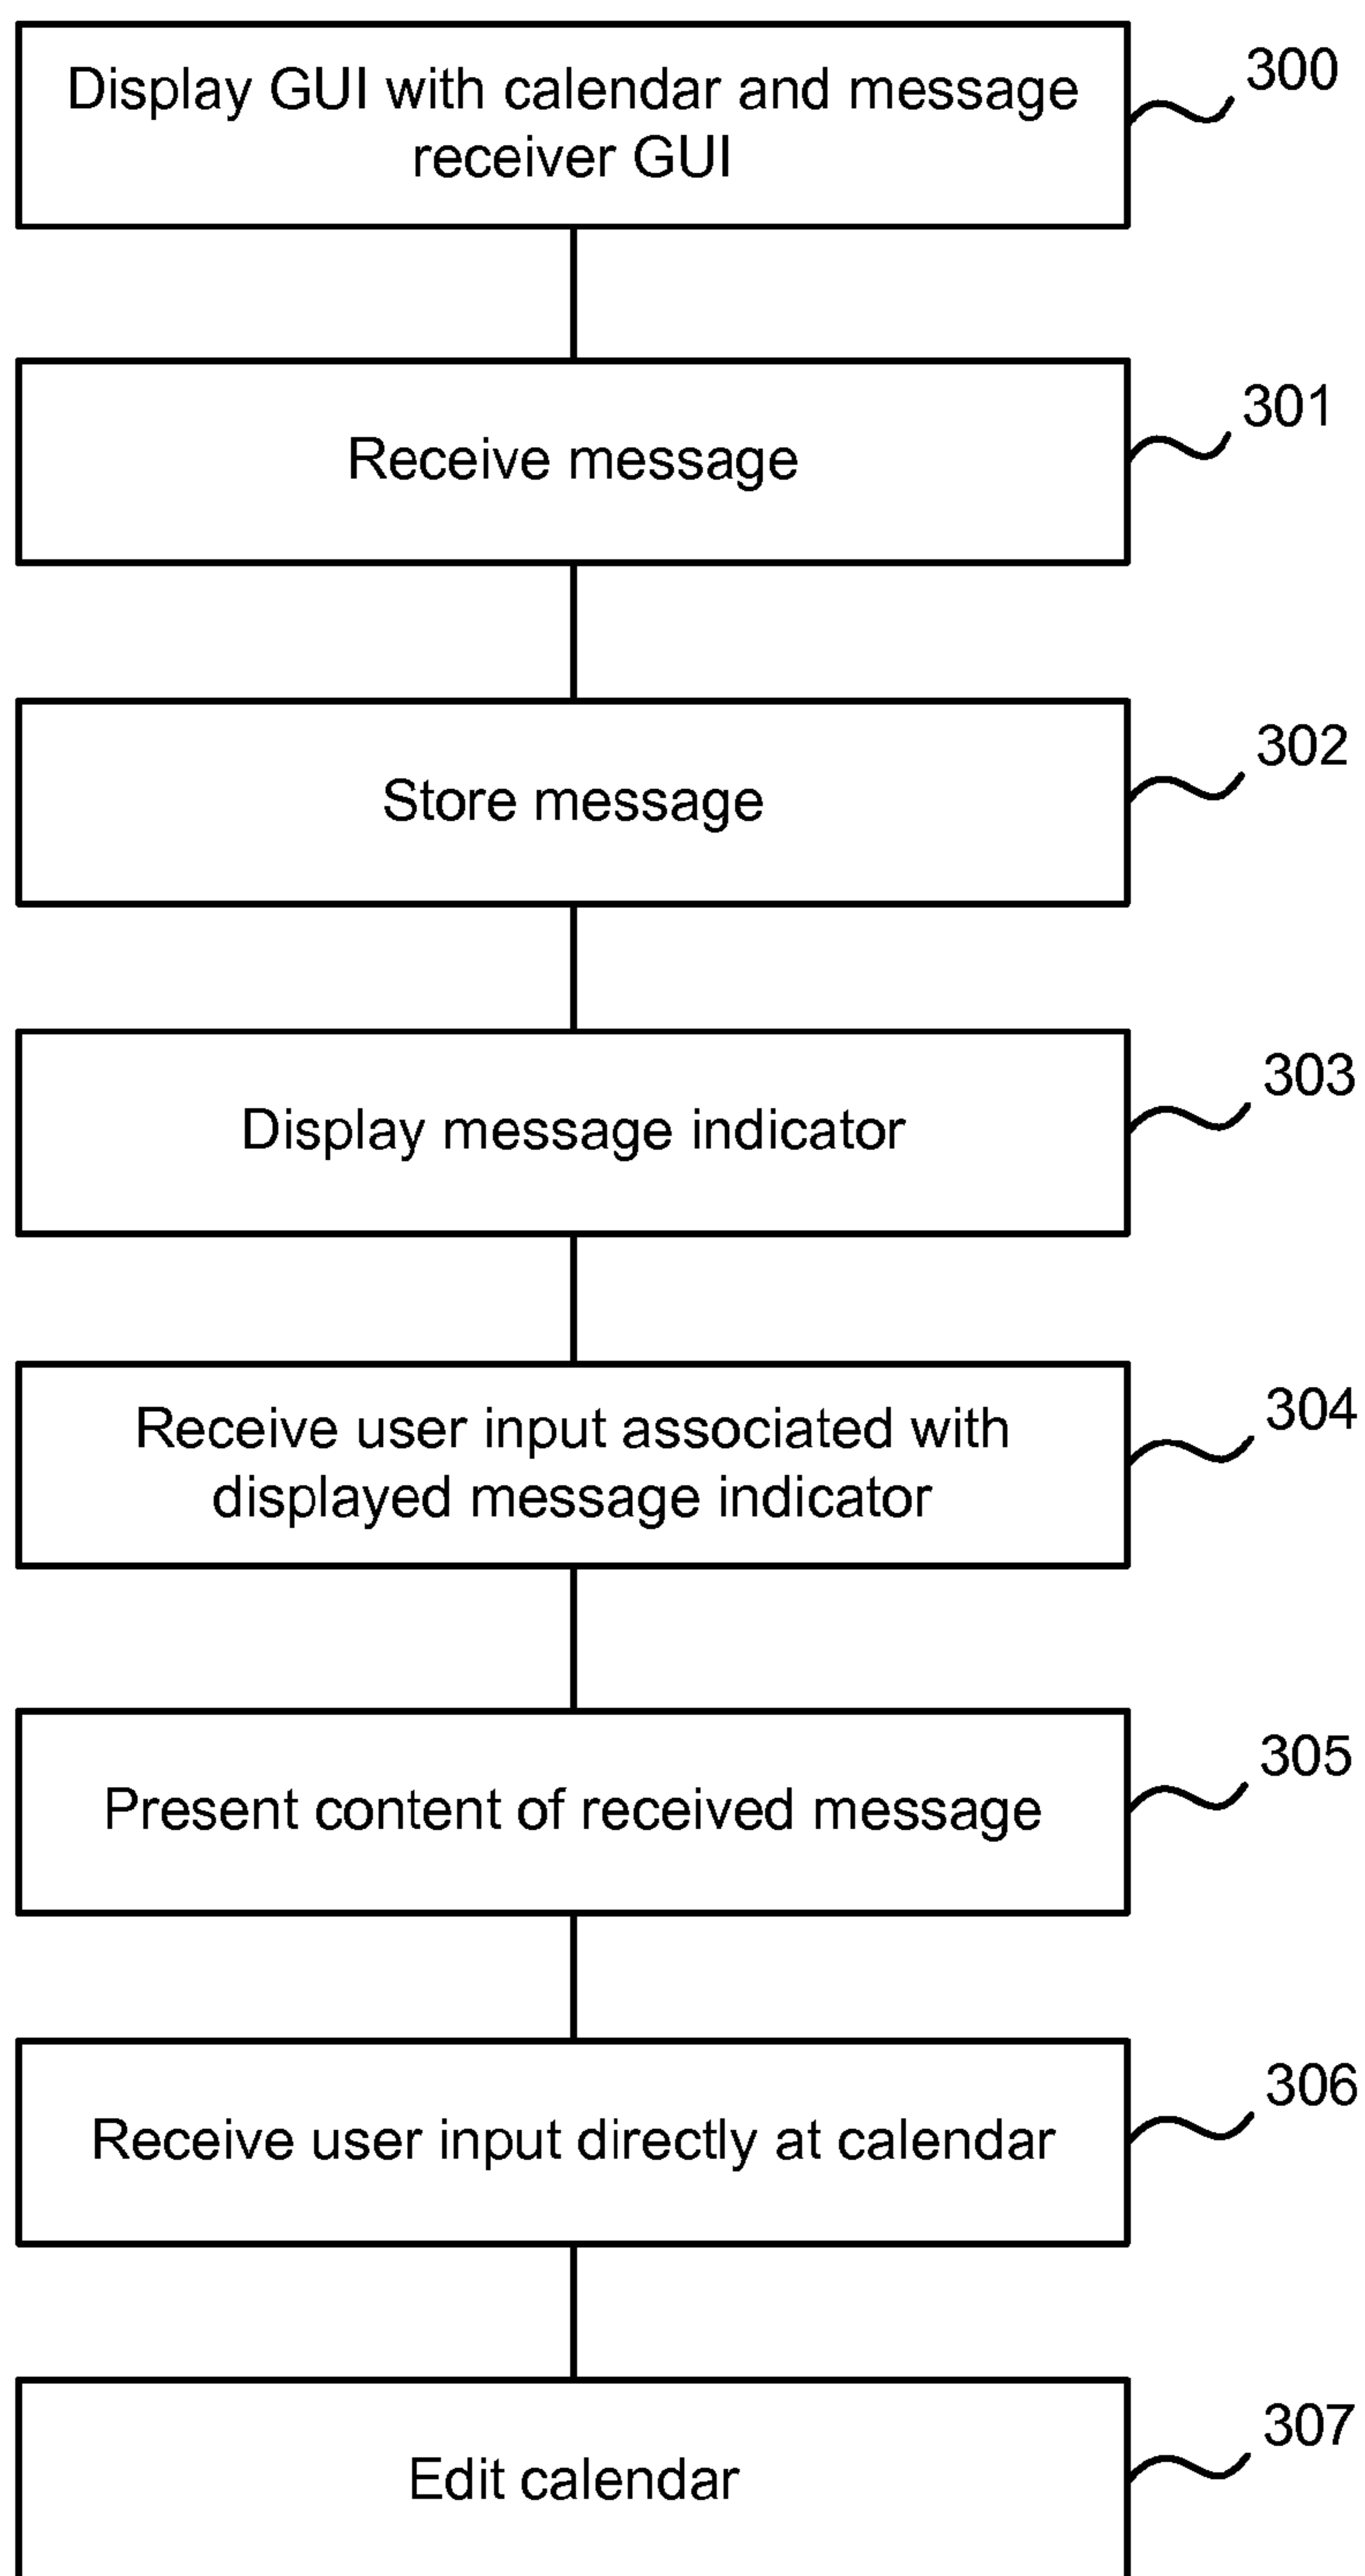 Display GUI with calendar and message
receiver GUI
300
Receive message
301
Store message
302
Display message indicator
303
Receive user input associated with
displayed message indicator
304
Present content of received message
305
Receive user input directly at calendar
306
Edit calendar
307